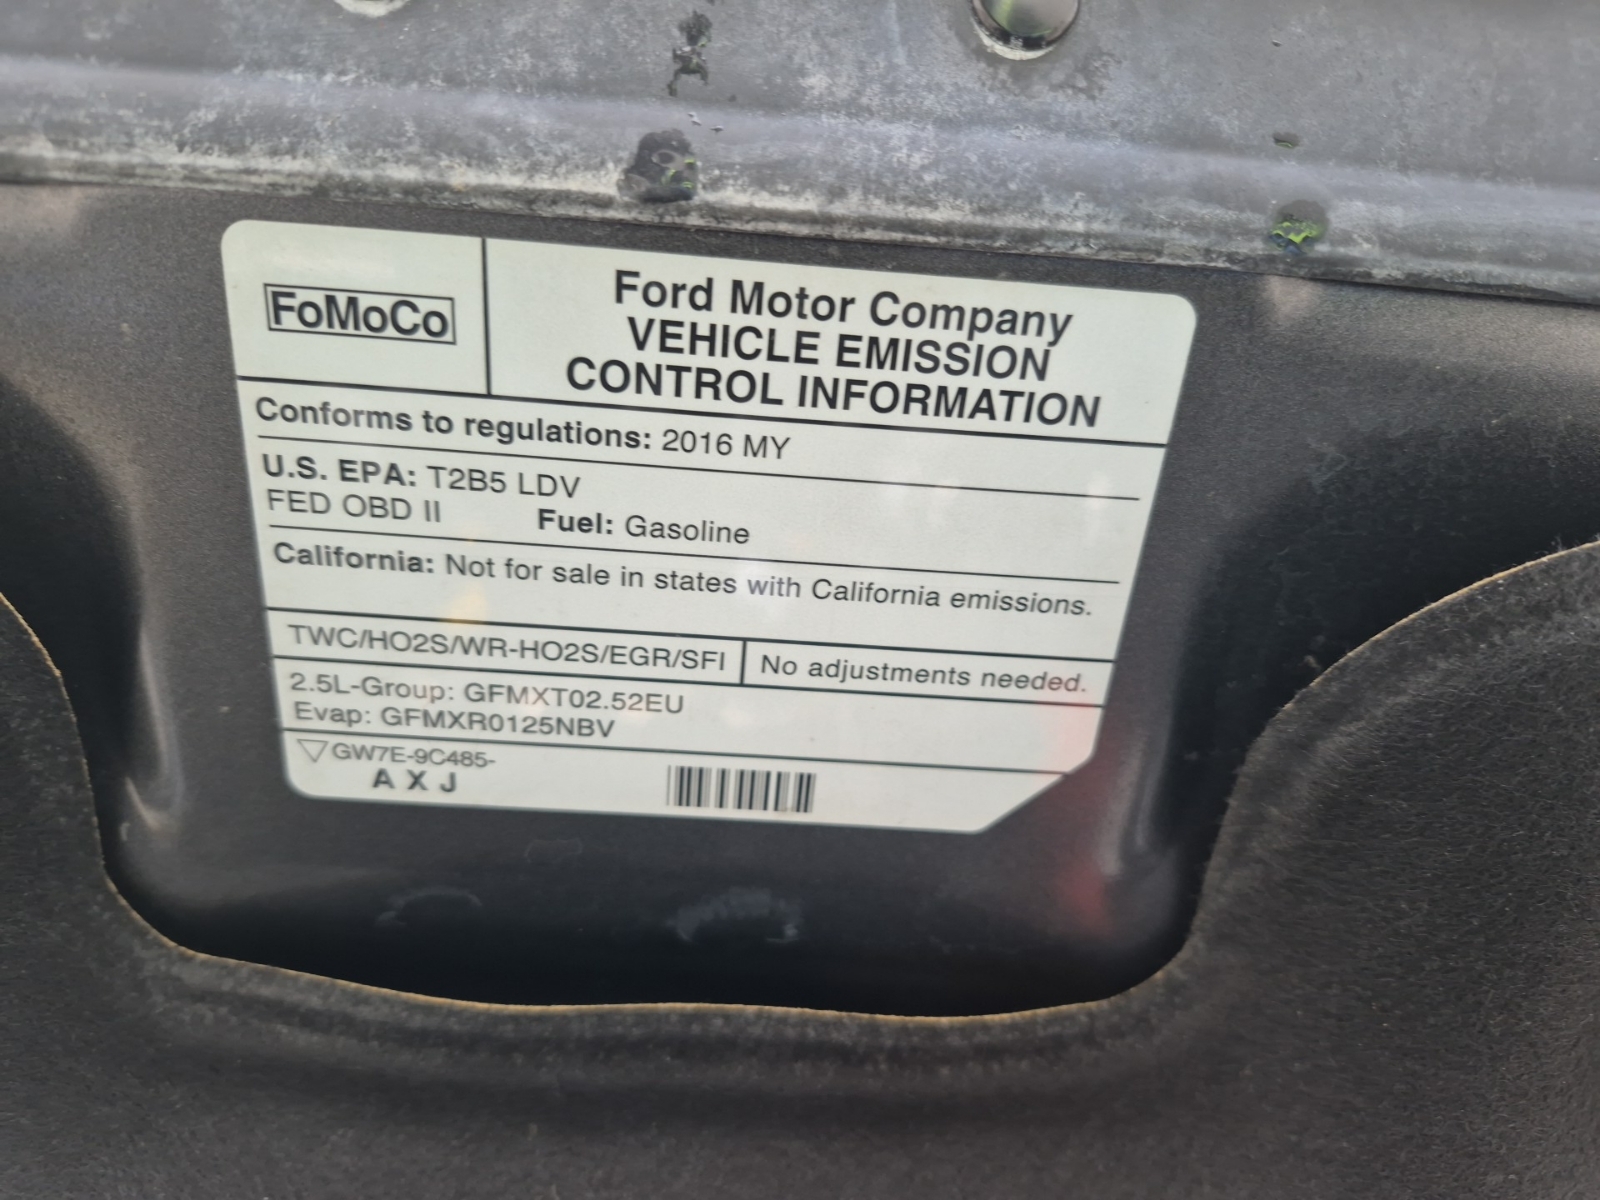 FoMoCo
Ford Motor Company
VEHICLE EMISSION
CONTROL INFORMATION
Conforms to regulations: 2016 MY
U.S. EPA: T2B5 LDV
FED OBD II Fuel: Gasoline
California: Not for sale in states with California emissions.
TWC/HO2S/WR-HO2S/EGR/SFI No adjustments needed.
2.5L-Group: GFMXT02.52EU
Evap: GFMXR0125NBV
GW7E-9C485-
A X J